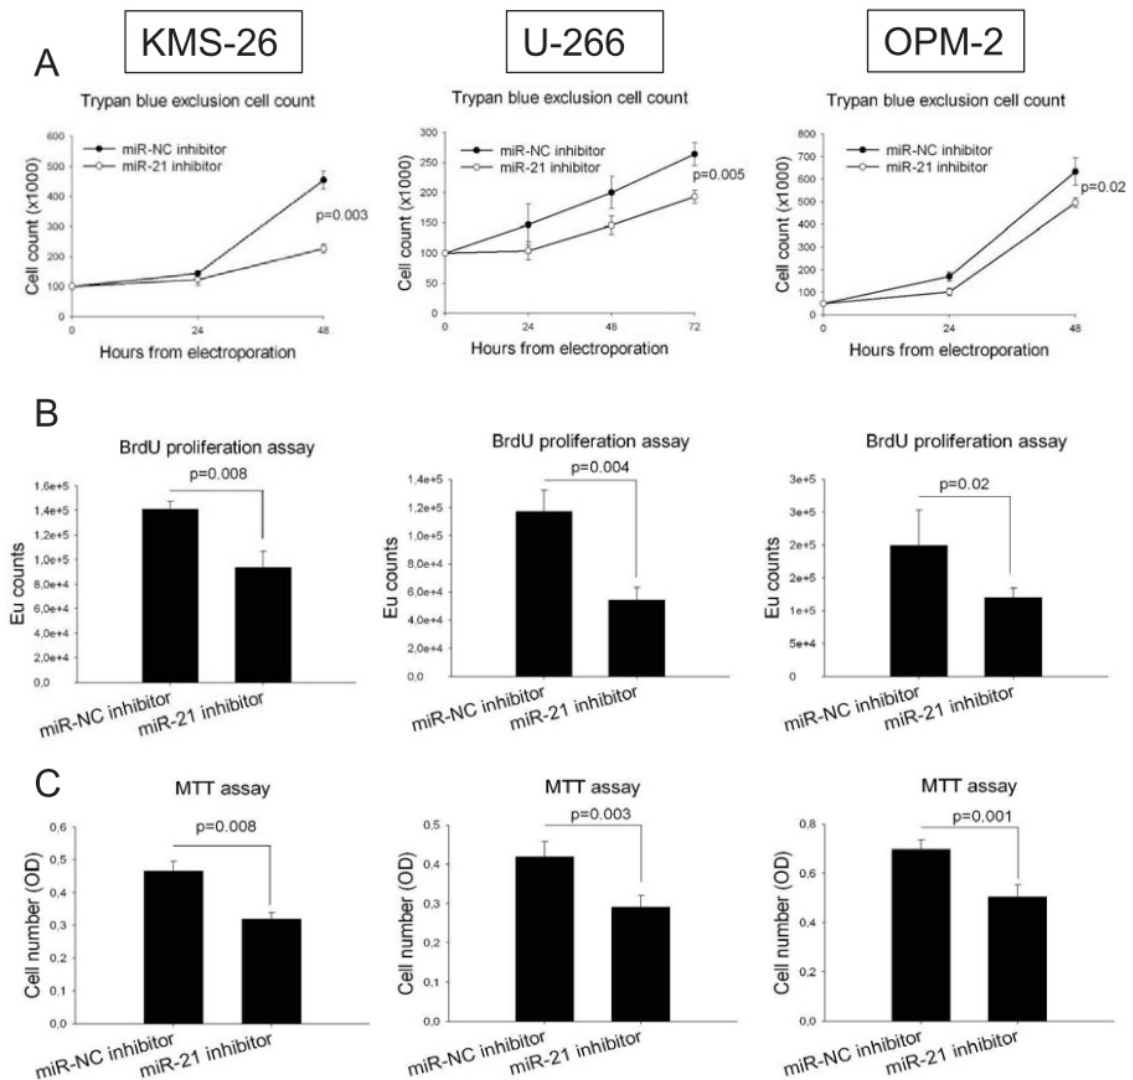 KMS-26
U-266
OPM-2
A
Trypan blue exclusion cell count
600
500
400
300
200
100
0
Cell count (x1000)
miR-NC inhibitor
miR-21 inhibitor
p=0.003
0
24
48
Hours from electroporation
Trypan blue exclusion cell count
300
250
200
150
100
50
0
Cell count (x1000)
miR-NC inhibitor
miR-21 inhibitor
p=0.005
0
24
48
72
Hours from electroporation
Trypan blue exclusion cell count
800
700
600
500
400
300
200
100
0
Cell count (x1000)
miR-NC inhibitor
miR-21 inhibitor
p=0.02
0
24
48
Hours from electroporation
B
BrdU proliferation assay
p=0.008
1,6e+5
1,4e+5
1,2e+5
1,0e+5
8,0e+4
6,0e+4
4,0e+4
2,0e+4
0,0
Eu counts
miR-NC inhibitor
miR-21 inhibitor
BrdU proliferation assay
p=0.004
1,4e+5
1,2e+5
1,0e+5
8,0e+4
6,0e+4
4,0e+4
2,0e+4
0,0
Eu counts
miR-NC inhibitor
miR-21 inhibitor
BrdU proliferation assay
p=0.02
3e+5
3e+5
2e+5
2e+5
1e+5
5e+4
0
Eu counts
miR-NC inhibitor
miR-21 inhibitor
C
MTT assay
p=0.008
0,6
0,5
0,4
0,3
0,2
0,1
0,0
Cell number (OD)
miR-NC inhibitor
miR-21 inhibitor
MTT assay
p=0.003
0,5
0,4
0,3
0,2
0,1
0,0
Cell number (OD)
miR-NC inhibitor
miR-21 inhibitor
MTT assay
p=0.001
0,8
0,6
0,4
0,2
0,0
Cell number (OD)
miR-NC inhibitor
miR-21 inhibitor